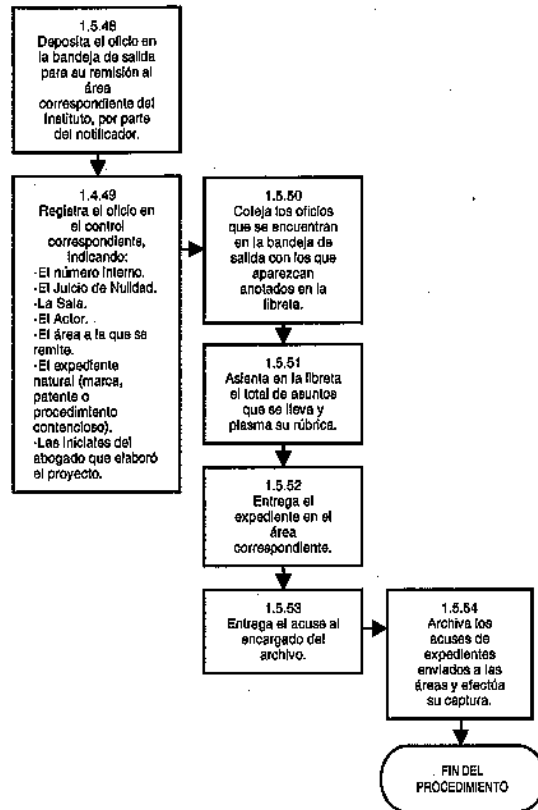 1.5.48
Deposita el oficio en
la bandeja de salida
para su remisión al
área
correspondiente del
Instituto, por parte
del notificador.
1.4.49
Registra el oficio en
el control
correspondiente,
indicando:
-El número interno.
-El Juicio de Nulidad.
-La Sala.
-El Actor.
-El área a la que se
remite.
-El expediente
natural (marca,
patente o
procedimiento
contencioso).
-Las iniciales del
abogado que elaboró
el proyecto.
1.5.50
Coteja los oficios
que se encuentran
en la bandeja de
salida con los que
aparezcan
anotados en la
libreta.
1.5.51
Asienta en la libreta
el total de asuntos
que se lleva y
plasma su rúbrica.
1.5.52
Entrega el
expediente en el
área
correspondiente.
1.5.53
Entrega el acuse al
encargado del
archivo.
1.5.54
Archiva los
acuses de
expedientes
enviados a las
áreas y efectúa
su captura.
FIN DEL
PROCEDIMIENTO